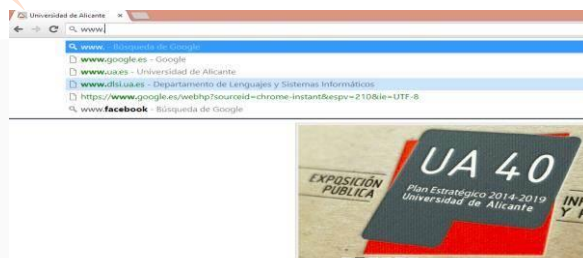 Universidad de Alicante
www.
www. - Búsqueda de Google
www.google.es - Google
www.ua.es - Universidad de Alicante
www.dlsi.ua.es - Departamento de Lenguajes y Sistemas Informáticos
https://www.google.es/webhp?sourceid=chrome-instant&espv=210&ie=UTF-8
www.facebook - Búsqueda de Google
EXPOSICIÓN
PÚBLICA
UA 40
Plan Estratégico 2014-2019
Universidad de Alicante